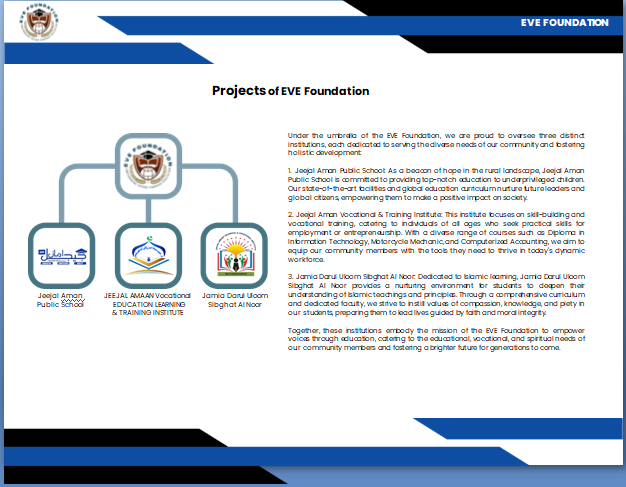 EVE FOUNDATION
EVE FOUNDATION
Projects of EVE Foundation
EVE FOUNDATION
Jeejal Aman
Public School
JEEJAL AMAAN Vocational
EDUCATION LEARNING
& TRAINING INSTITUTE
Jamia Darul Uloom
Sibghat Al Noor
Under the umbrella of the EVE Foundation, we are proud to oversee three distinct
institutions, each dedicated to serving the diverse needs of our community and fostering
holistic development:
1. Jeejal Aman Public School: As a beacon of hope in the rural landscape, Jeejal Aman
Public School is committed to providing top-notch education to underprivileged children.
Our state-of-the-art facilities and global education curriculum nurture future leaders and
global citizens, empowering them to make a positive impact on society.
2. Jeejal Aman Vocational & Training Institute: This institute focuses on skill-building and
vocational training, catering to individuals of all ages who seek practical skills for
employment or entrepreneurship. With a diverse range of courses such as Diploma in
Information Technology, Motorcycle Mechanic, and Computerized Accounting, we aim to
equip our community members with the tools they need to thrive in today's dynamic
workforce.
3. Jamia Darul Uloom Sibghat Al Noor: Dedicated to Islamic learning, Jamia Darul Uloom
Sibghat Al Noor provides a nurturing environment for students to deepen their
understanding of Islamic teachings and principles. Through a comprehensive curriculum
and dedicated faculty, we strive to instill values of compassion, knowledge, and piety in
our students, preparing them to lead lives guided by faith and moral integrity.
Together, these institutions embody the mission of the EVE Foundation to empower
voices through education, catering to the educational, vocational, and spiritual needs of
our community members and fostering a brighter future for generations to come.